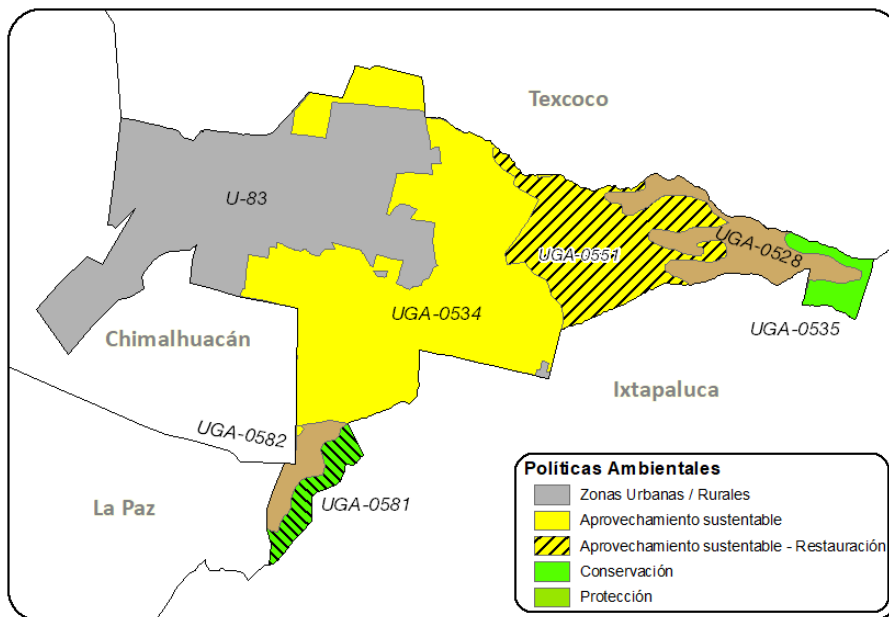 Texcoco
U-83
UGA-0528
UGA-0551
UGA-0534
UGA-0535
Chimalhuacán
Ixtapaluca
UGA-0582
La Paz
UGA-0581
Políticas Ambientales
Zonas Urbanas / Rurales
Aprovechamiento sustentable
Aprovechamiento sustentable - Restauración
Conservación
Protección